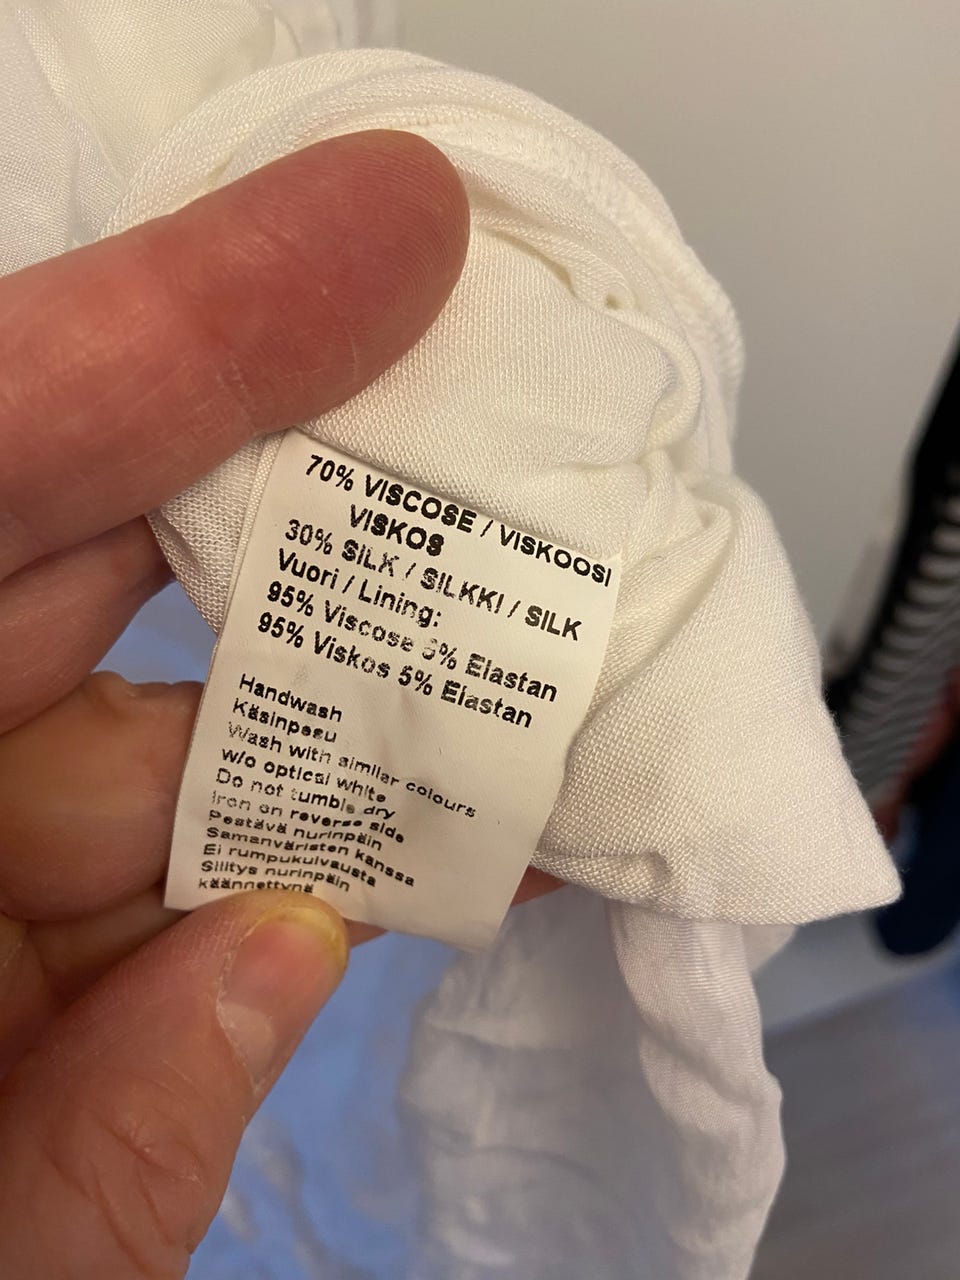 70% VISCOSE / VISKOOSI
VISKOS
30% SILK / SILKKI / SILK
Vuori / Lining:
95% Viscose 5% Elastan
95% Viskos 5% Elastan
Handwash
Käsinpesu
Wash with similar colours
w/o optical white
Do not tumble dry
Iron on reverse side
Pestävä nurinpäin
Samanväristen kanssa
Ei rumpukuivausta
Silitys nurinpäin
käännettynä